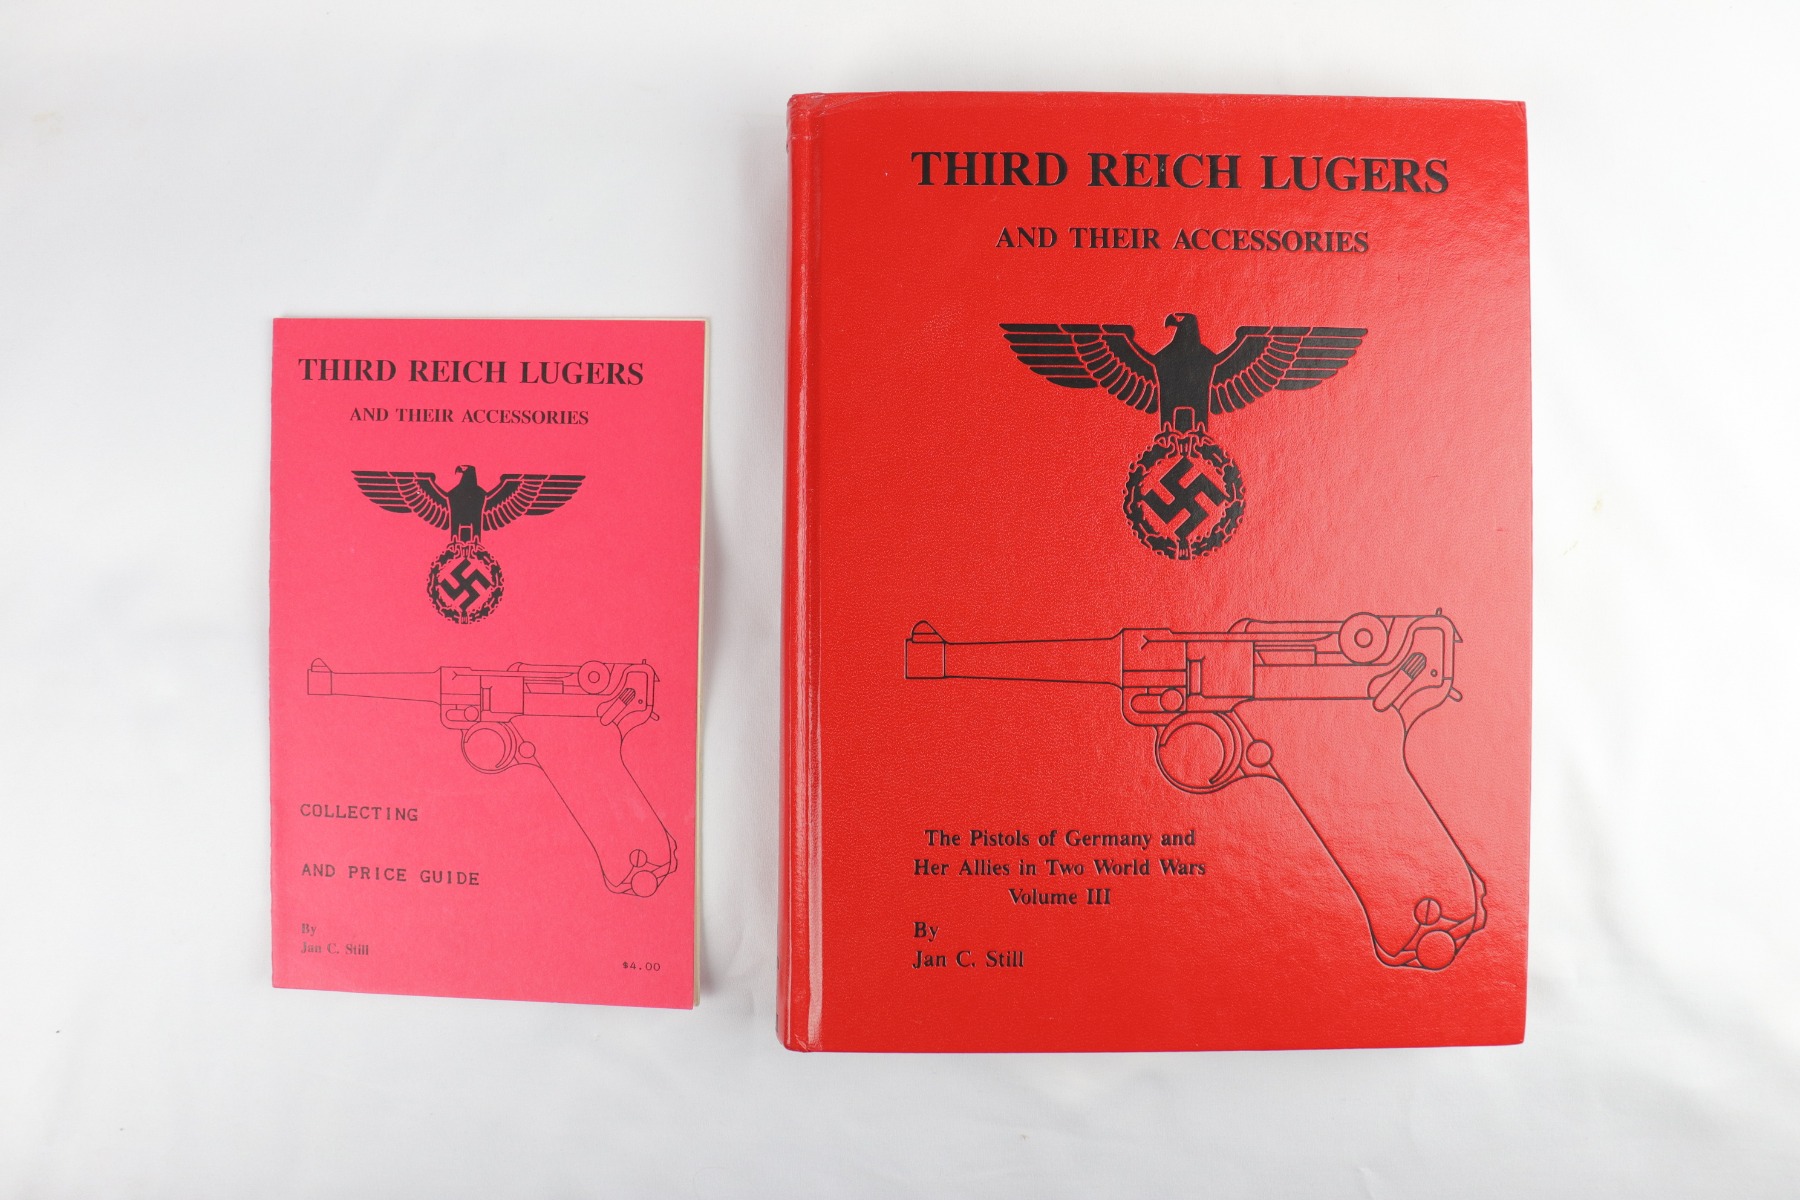 THIRD REICH LUGERS
AND THEIR ACCESSORIES
COLLECTING
AND PRICE GUIDE
By
Jan C. Still
$4.00
THIRD REICH LUGERS
AND THEIR ACCESSORIES
The Pistols of Germany and
Her Allies in Two World Wars
Volume III
By
Jan C. Still